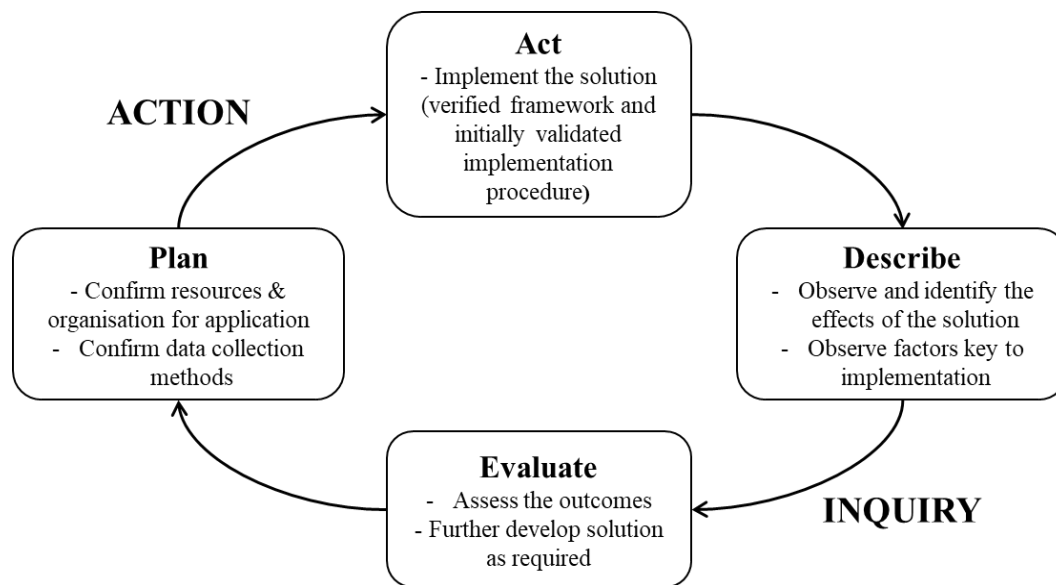 Act
- Implement the solution
(verified framework and
initially validated
implementation
procedure)
ACTION
Plan
- Confirm resources &
organisation for application
- Confirm data collection
methods
Describe
- Observe and identify the
effects of the solution
- Observe factors key to
implementation
Evaluate
- Assess the outcomes
- Further develop solution
as required
INQUIRY